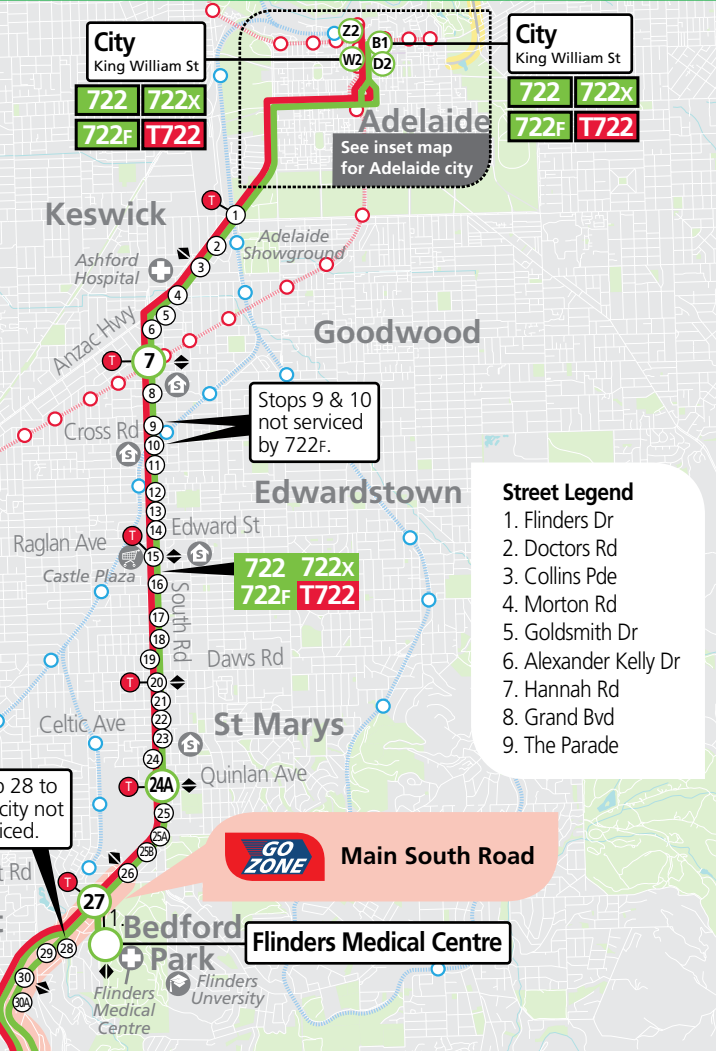 City
King William St
722 722X
722F T722
Z2
B1
W2
D2
City
King William St
722 722X
722F T722
Adelaide
See inset map
for Adelaide city
Keswick
T
1
2
3
Adelaide
Showground
Ashford
Hospital
4
5
6
Anzac Hwy
Goodwood
T
7
S
8
Stops 9 & 10
not serviced
by 722F.
Cross Rd
9
10
S
11
Edwardstown
12
13
14
Edward St
T
Raglan Ave
15
S
Castle Plaza
16
722 722X
722F T722
South Rd
17
18
19
Daws Rd
T
20
21
22
23
Celtic Ave
St Marys
S
24
T
24A
Quinlan Ave
25
25A
25B
26
GO
ZONE
Main South Road
28 to
city not
T
27
1.
Bedford
Park
Flinders Medical Centre
28
29
30
30A
Flinders
Medical
Centre
Flinders
Unversity
Rd
Street Legend
1. Flinders Dr
2. Doctors Rd
3. Collins Pde
4. Morton Rd
5. Goldsmith Dr
6. Alexander Kelly Dr
7. Hannah Rd
8. Grand Bvd
9. The Parade